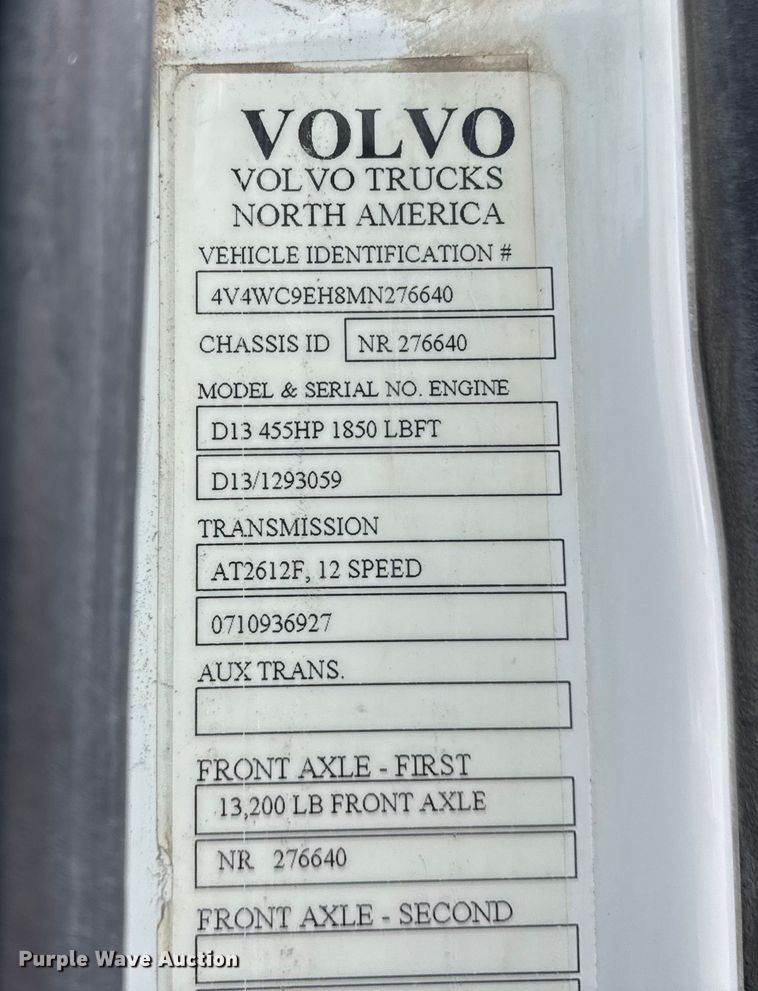 VOLVO
VOLVO TRUCKS
NORTH AMERICA
VEHICLE IDENTIFICATION #
4V4WC9EH8MN276640
CHASSIS ID NR 276640
MODEL & SERIAL NO. ENGINE
D13 455HP 1850 LBFT
D13/1293059
TRANSMISSION
AT2612F, 12 SPEED
0710936927
AUX TRANS.
FRONT AXLE - FIRST
13,200 LB FRONT AXLE
NR 276640
FRONT AXLE - SECOND
Purple Wave Auction